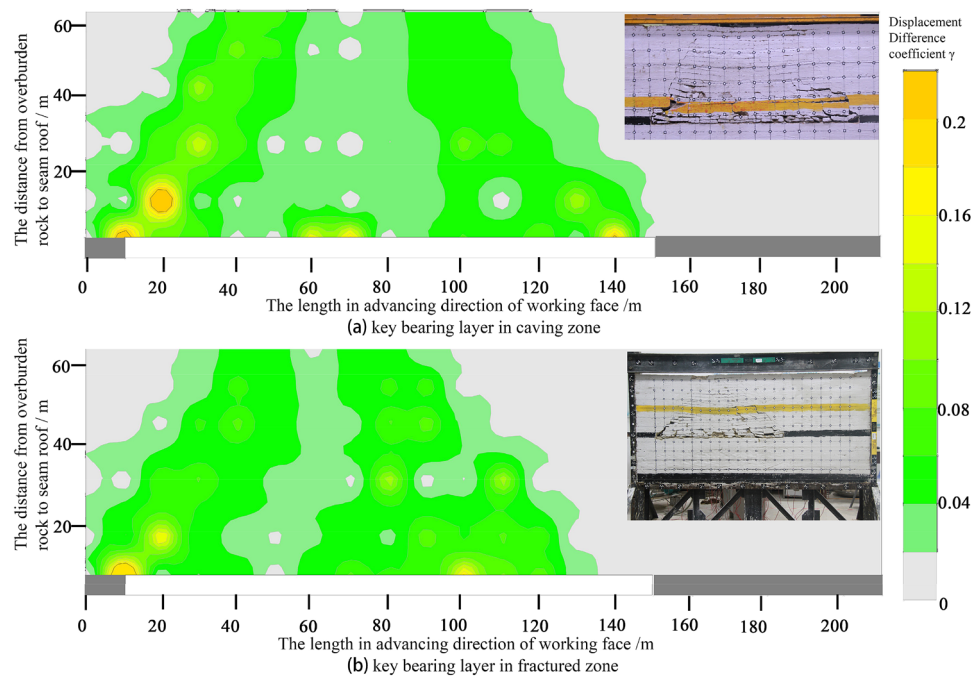 Displacement
Difference
coefficient γ
The distance from overburden
rock to seam roof / m
60
40
20
0.2
0.16
0.12
0.08
0.04
0
0 20 40 60 80 100 120 140 160 180 200
The length in advancing direction of working face /m
(a) key bearing layer in caving zone
The distance from overburden
rock to seam roof / m
60
40
20
0 20 40 60 80 100 120 140 160 180 200
The length in advancing direction of working face /m
(b) key bearing layer in fractured zone